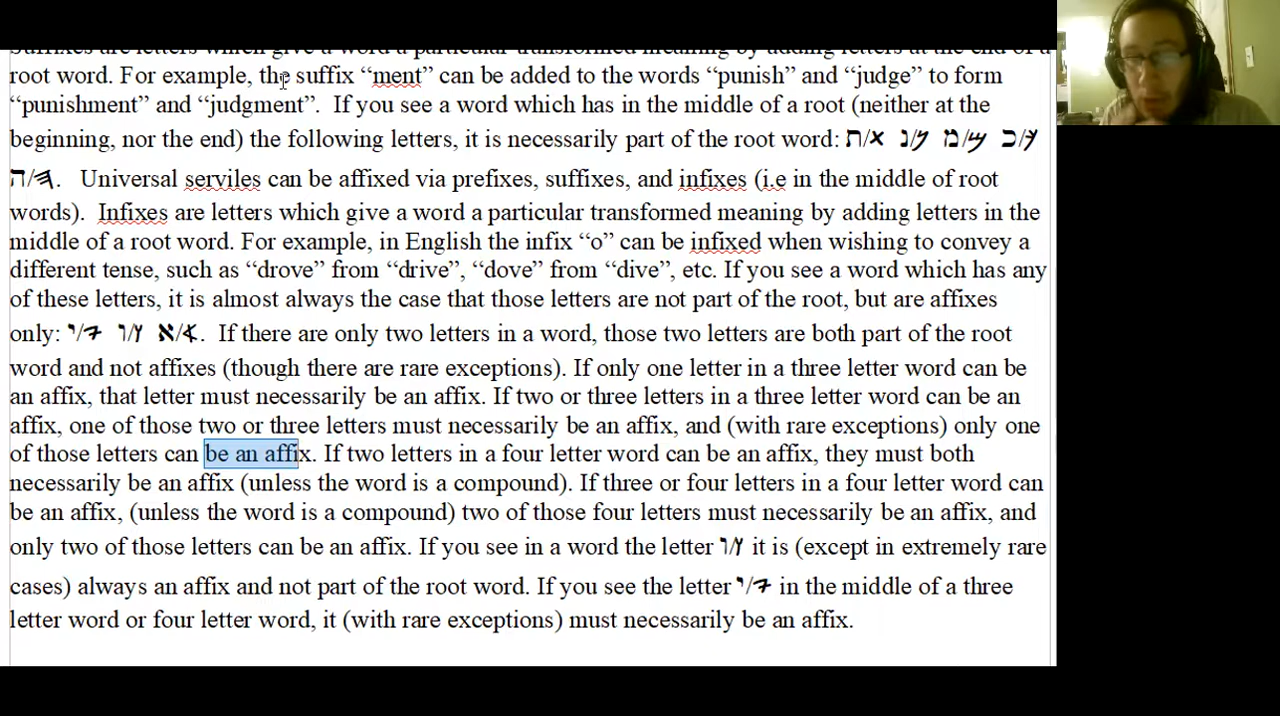 Suffixes are letters which give a word a particular transformed meaning by adding letters at the end of a
root word. For example, the suffix “ment” can be added to the words “punish” and “judge” to form
“punishment” and “judgment”. If you see a word which has in the middle of a root (neither at the
beginning, nor the end) the following letters, it is necessarily part of the root word: ת/𐤕 נ/𐤍 מ/𐤌 כ/𐤊
ה/𐤄. Universal serviles can be affixed via prefixes, suffixes, and infixes (i.e in the middle of root
words). Infixes are letters which give a word a particular transformed meaning by adding letters in the
middle of a root word. For example, in English the infix “o” can be infixed when wishing to convey a
different tense, such as “drove” from “drive”, “dove” from “dive”, etc. If you see a word which has any
of these letters, it is almost always the case that those letters are not part of the root, but are affixes
only: י/𐤉 ו/𐤅 א/𐤀. If there are only two letters in a word, those two letters are both part of the root
word and not affixes (though there are rare exceptions). If only one letter in a three letter word can be
an affix, that letter must necessarily be an affix. If two or three letters in a three letter word can be an
affix, one of those two or three letters must necessarily be an affix, and (with rare exceptions) only one
of those letters can be an affix. If two letters in a four letter word can be an affix, they must both
necessarily be an affix (unless the word is a compound). If three or four letters in a four letter word can
be an affix, (unless the word is a compound) two of those four letters must necessarily be an affix, and
only two of those letters can be an affix. If you see in a word the letter ו/𐤅 it is (except in extremely rare
cases) always an affix and not part of the root word. If you see the letter י/𐤉 in the middle of a three
letter word or four letter word, it (with rare exceptions) must necessarily be an affix.